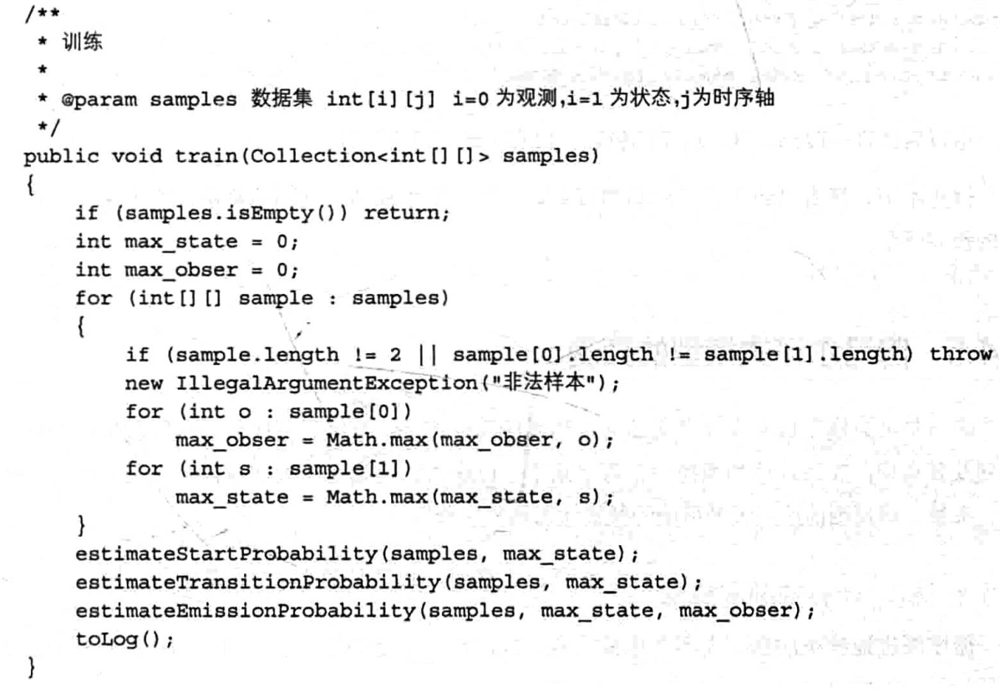 /**
 * 训练
 *
 * @param samples 数据集 int[i][j] i=0 为观测,i=1 为状态,j为时序轴
 */
public void train(Collection<int[][]> samples)
{
    if (samples.isEmpty()) return;
    int max_state = 0;
    int max_obser = 0;
    for (int[][] sample : samples)
    {
        if (sample.length != 2 || sample[0].length != sample[1].length) throw
        new IllegalArgumentException("非法样本");
        for (int o : sample[0])
            max_obser = Math.max(max_obser, o);
        for (int s : sample[1])
            max_state = Math.max(max_state, s);
    }
    estimateStartProbability(samples, max_state);
    estimateTransitionProbability(samples, max_state);
    estimateEmissionProbability(samples, max_state, max_obser);
    toLog();
}